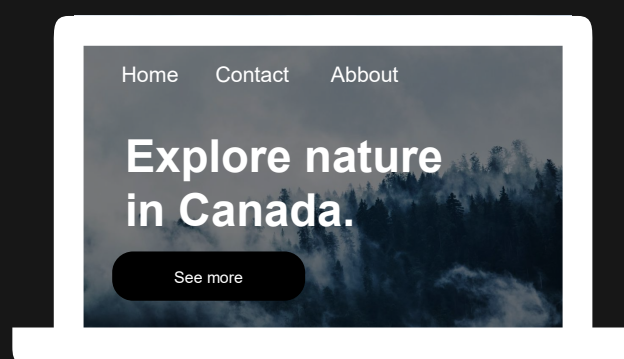 Home Contact Abbout
Explore nature
in Canada.
See more